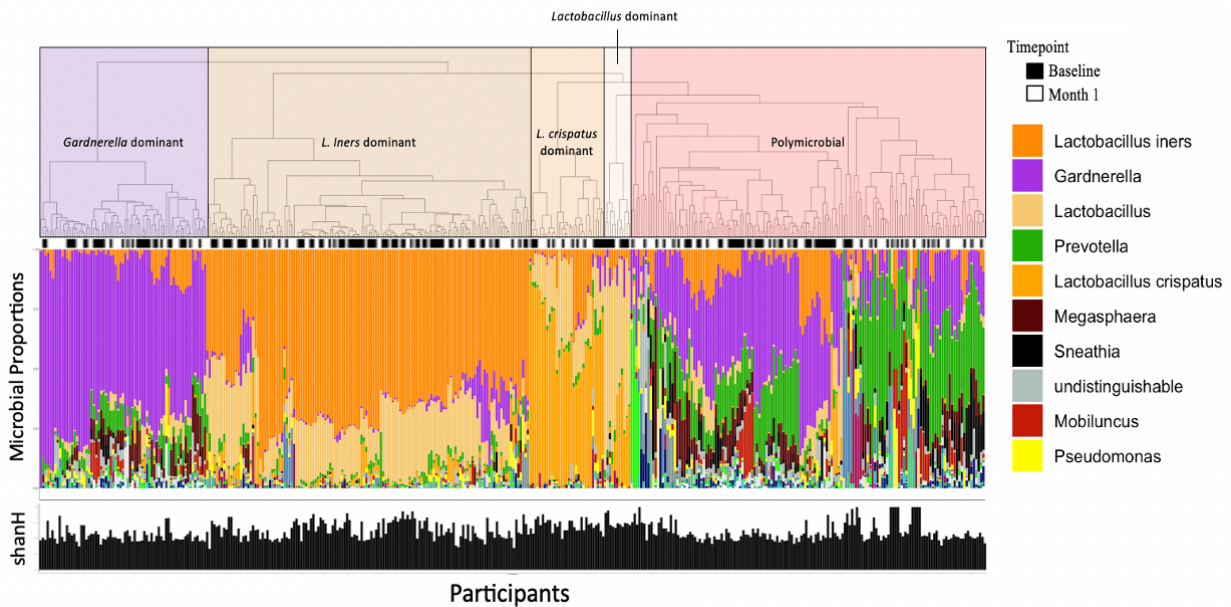 Lactobacillus dominant
Timepoint
Baseline
Month 1
Gardnerella dominant
L. Iners dominant
L. crispatus
dominant
Polymicrobial
Lactobacillus iners
Gardnerella
Lactobacillus
Prevotella
Lactobacillus crispatus
Megasphaera
Sneathia
undistinguishable
Mobiluncus
Pseudomonas
Microbial Proportions
shanH
Participants